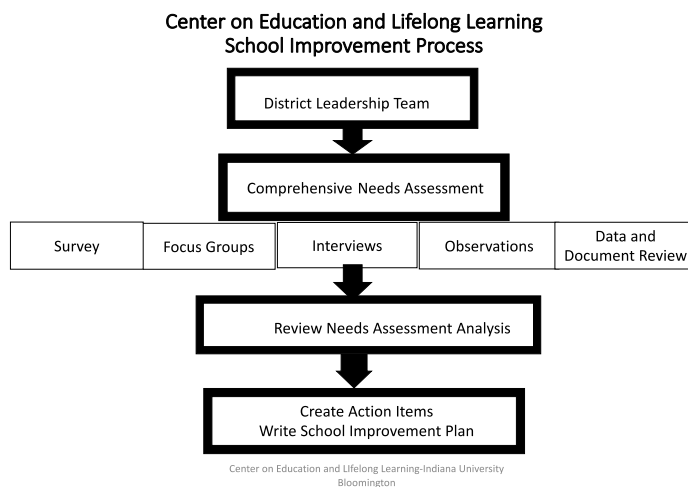 Center on Education and Lifelong Learning
School Improvement Process
District Leadership Team
Comprehensive Needs Assessment
Survey
Focus Groups
Interviews
Observations
Data and
Document Review
Review Needs Assessment Analysis
Create Action Items
Write School Improvement Plan
Center on Education and LIfelong Learning-Indiana University
Bloomington